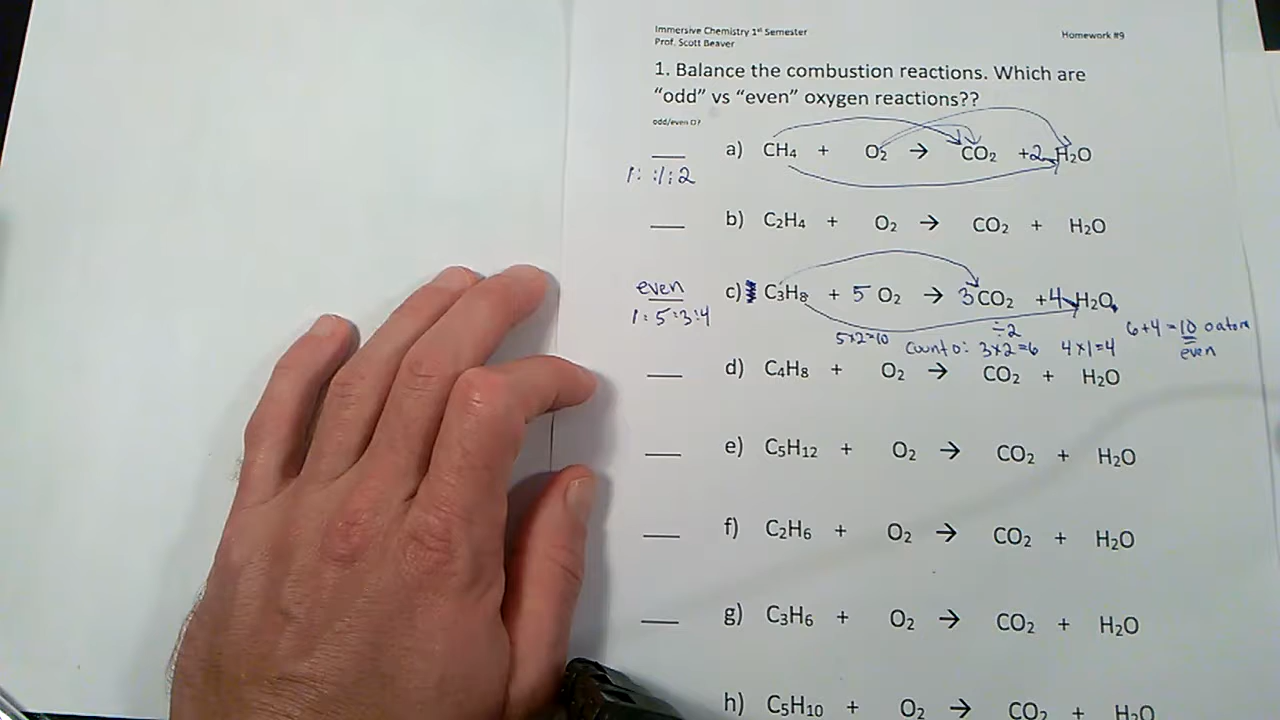 Immersive Chemistry 1st Semester
Prof. Scott Beaver
Homework #9
1. Balance the combustion reactions. Which are
“odd” vs “even” oxygen reactions??
odd/even O?
a) CH4 + O2 → CO2 + 2 H2O
1: :1:2
b) C2H4 + O2 → CO2 + H2O
even
c) C3H8 + 5 O2 → 3 CO2 + 4 H2O
1:5:3:4
÷2
6+4=10 O atom
5×2=10 Count O: 3×2=6 4×1=4
even
d) C4H8 + O2 → CO2 + H2O
e) C5H12 + O2 → CO2 + H2O
f) C2H6 + O2 → CO2 + H2O
g) C3H6 + O2 → CO2 + H2O
h) C5H10 + O2 → CO2 + H2O